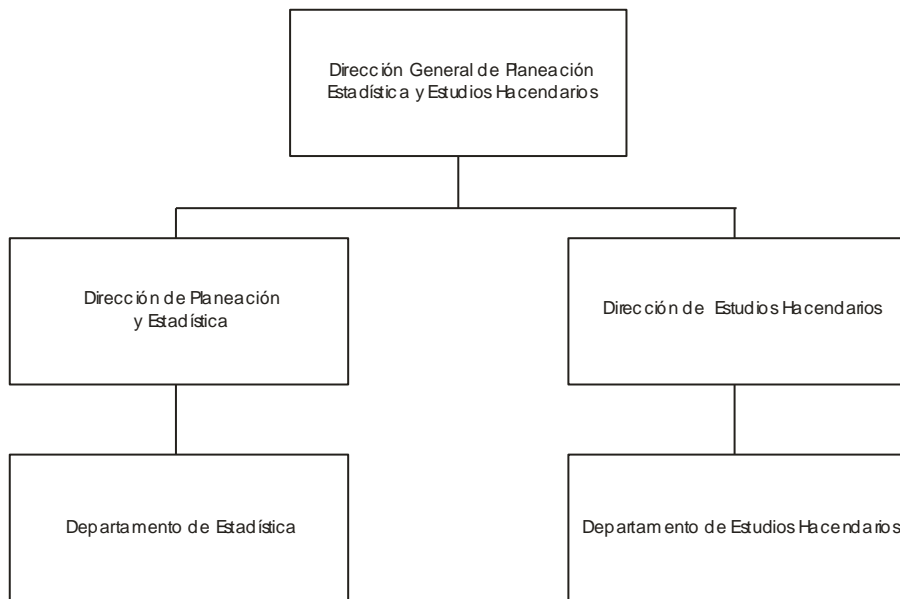 Dirección General de Planeación
Estadística y Estudios Hacendarios
Dirección de Planeación
y Estadística
Dirección de Estudios Hacendarios
Departamento de Estadística
Departamento de Estudios Hacendarios